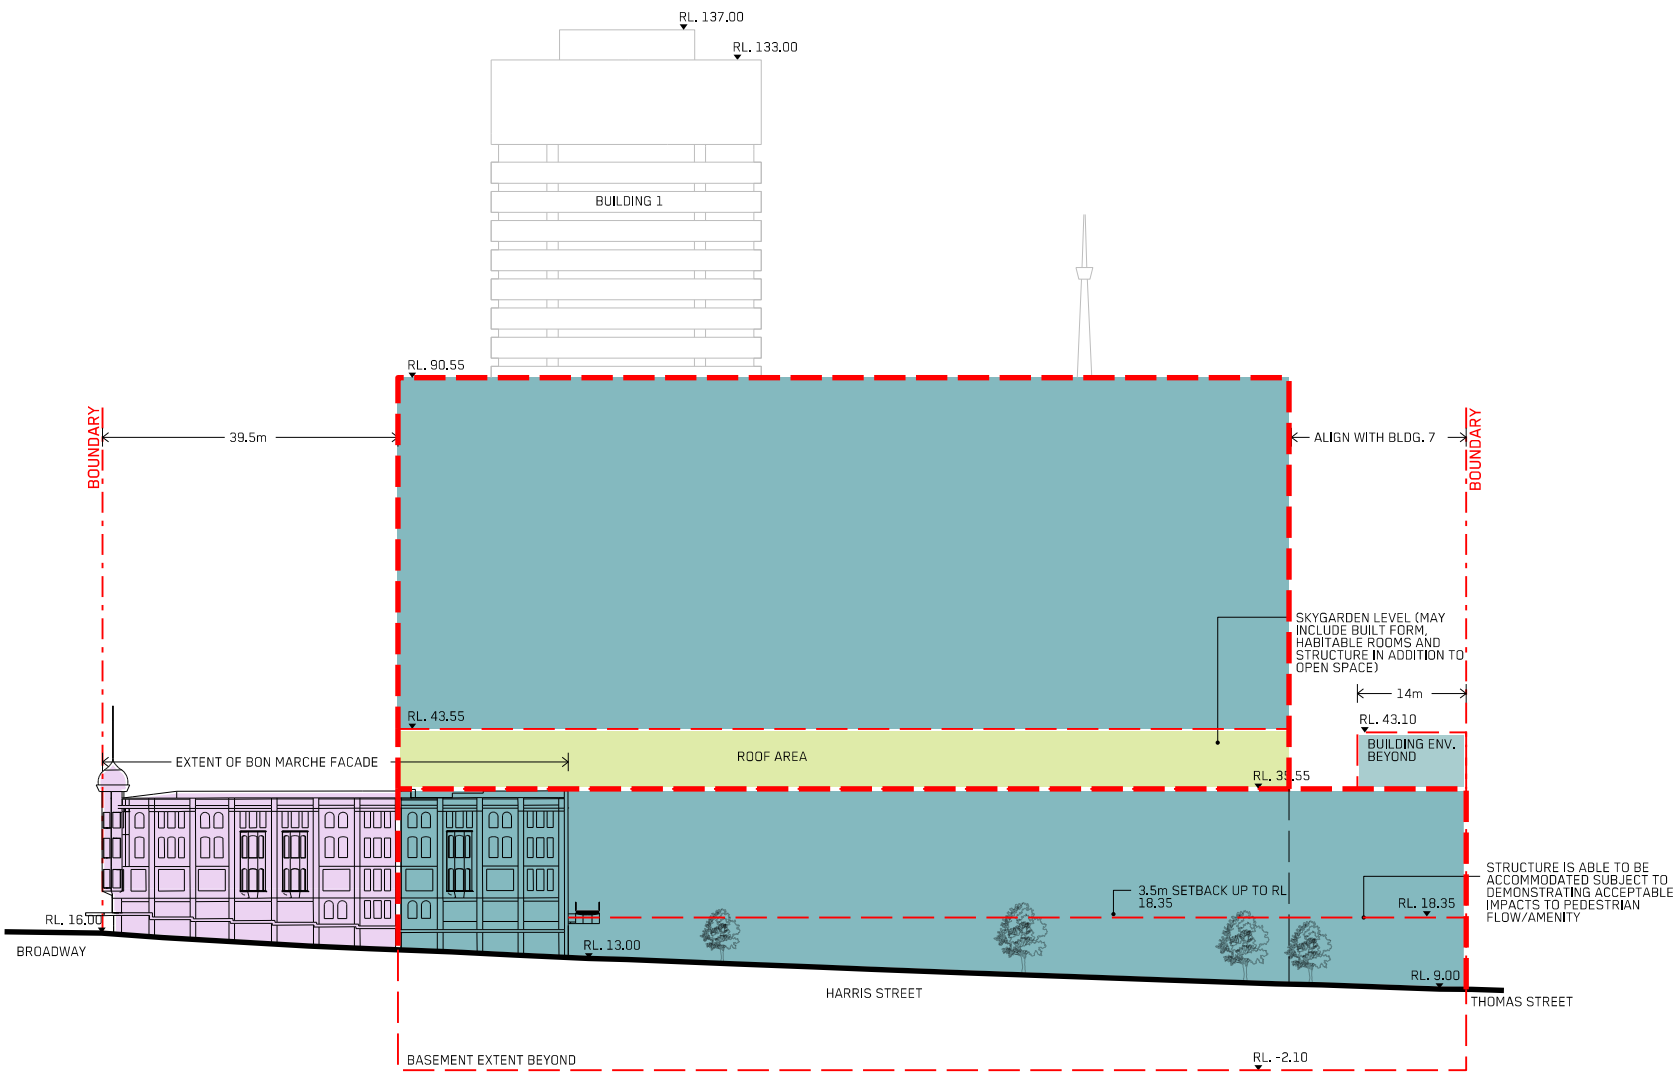 RL. 137.00
RL. 133.00
BUILDING 1
RL. 90.55
BOUNDARY
39.5m
ALIGN WITH BLDG. 7
BOUNDARY
SKYGARDEN LEVEL (MAY
INCLUDE BUILT FORM,
HABITABLE ROOMS AND
STRUCTURE IN ADDITION TO
OPEN SPACE)
14m
RL. 43.55
RL. 43.10
BUILDING ENV.
BEYOND
EXTENT OF BON MARCHE FACADE
ROOF AREA
RL. 35.55
STRUCTURE IS ABLE TO BE
ACCOMMODATED SUBJECT TO
DEMONSTRATING ACCEPTABLE
IMPACTS TO PEDESTRIAN
FLOW/AMENITY
3.5m SETBACK UP TO RL
18.35
RL. 18.35
RL. 16.00
BROADWAY
RL. 13.00
RL. 9.00
HARRIS STREET
THOMAS STREET
BASEMENT EXTENT BEYOND
RL. -2.10